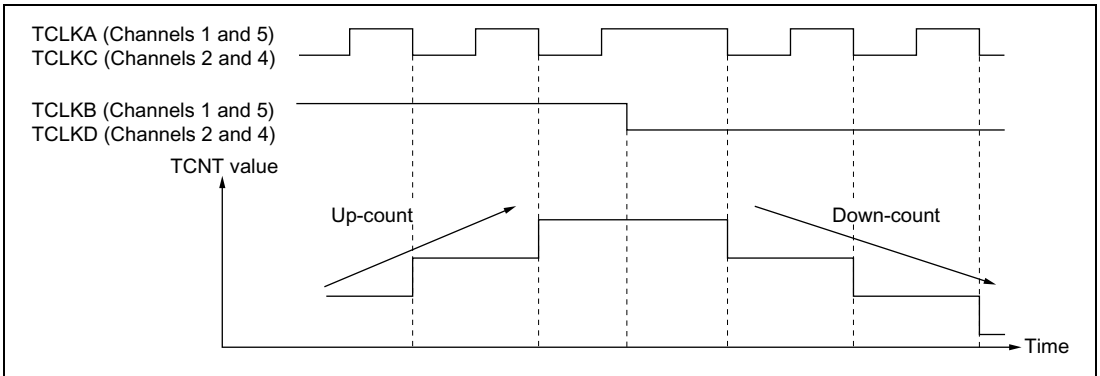 TCLKA (Channels 1 and 5)
TCLKC (Channels 2 and 4)
TCLKB (Channels 1 and 5)
TCLKD (Channels 2 and 4)
TCNT value
Up-count
Down-count
Time